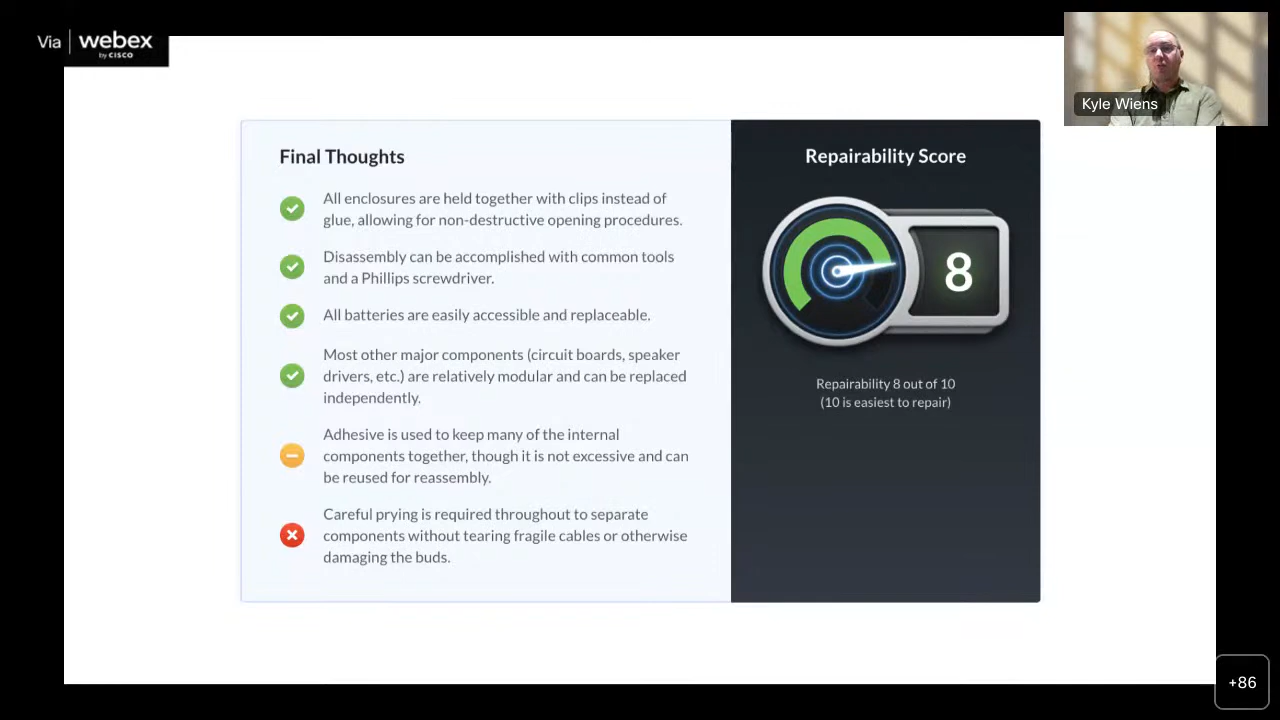 Via
webex
by CISCO
Kyle Wiens
Final Thoughts
All enclosures are held together with clips instead of
glue, allowing for non-destructive opening procedures.
Disassembly can be accomplished with common tools
and a Phillips screwdriver.
All batteries are easily accessible and replaceable.
Most other major components (circuit boards, speaker
drivers, etc.) are relatively modular and can be replaced
independently.
Adhesive is used to keep many of the internal
components together, though it is not excessive and can
be reused for reassembly.
Careful prying is required throughout to separate
components without tearing fragile cables or otherwise
damaging the buds.
Repairability Score
8
Repairability 8 out of 10
(10 is easiest to repair)
+86